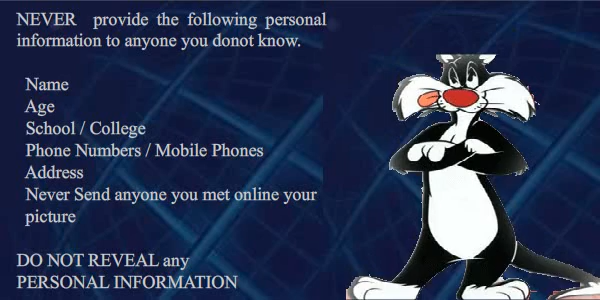 NEVER provide the following personal
information to anyone you donot know.
Name
Age
School / College
Phone Numbers / Mobile Phones
Address
Never Send anyone you met online your
picture
DO NOT REVEAL any
PERSONAL INFORMATION